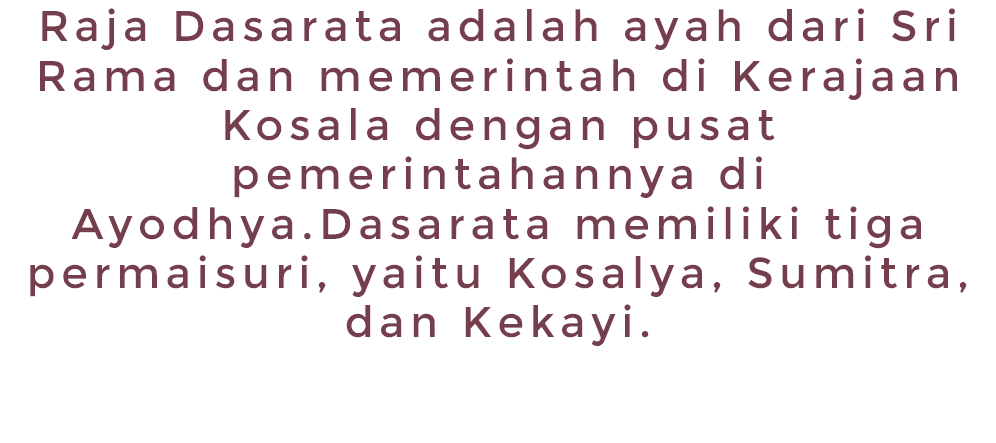 Raja Dasarata adalah ayah dari Sri
Rama dan memerintah di Kerajaan
Kosala dengan pusat
pemerintahannya di
Ayodhya.Dasarata memiliki tiga
permaisuri, yaitu Kosalya, Sumitra,
dan Kekayi.